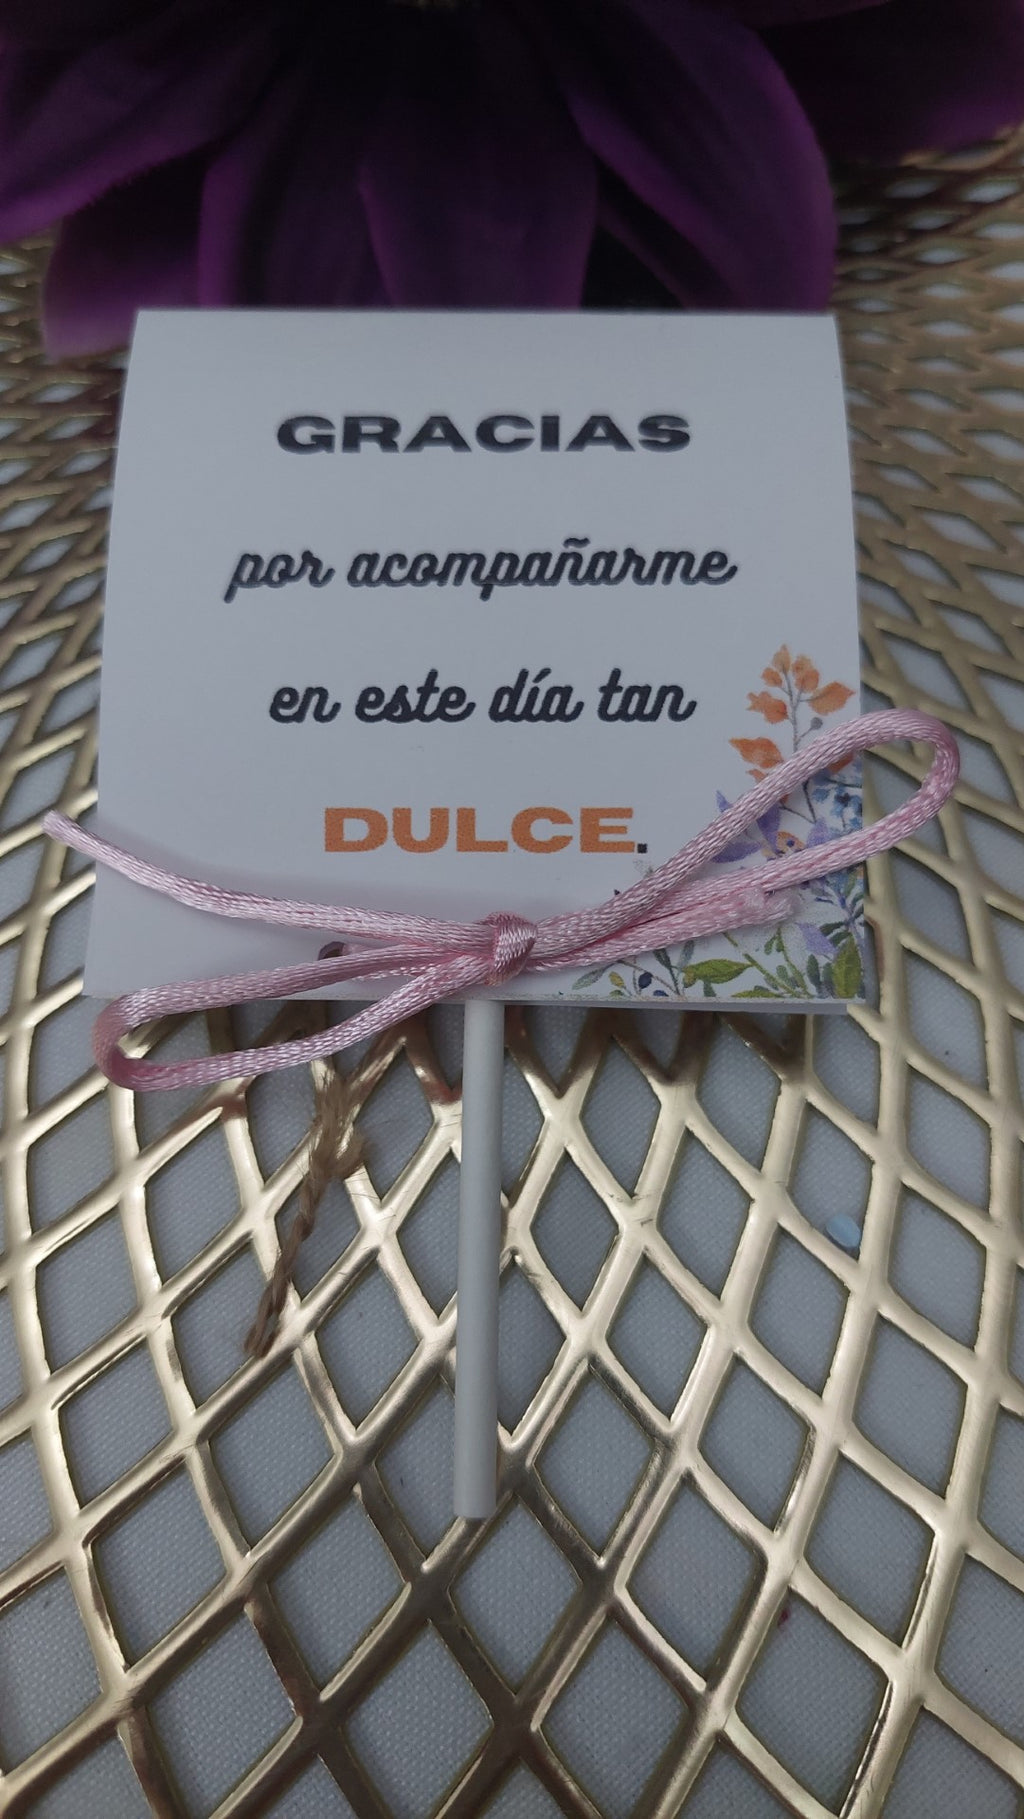 GRACIAS
por acompañarme
en este día tan
DULCE.